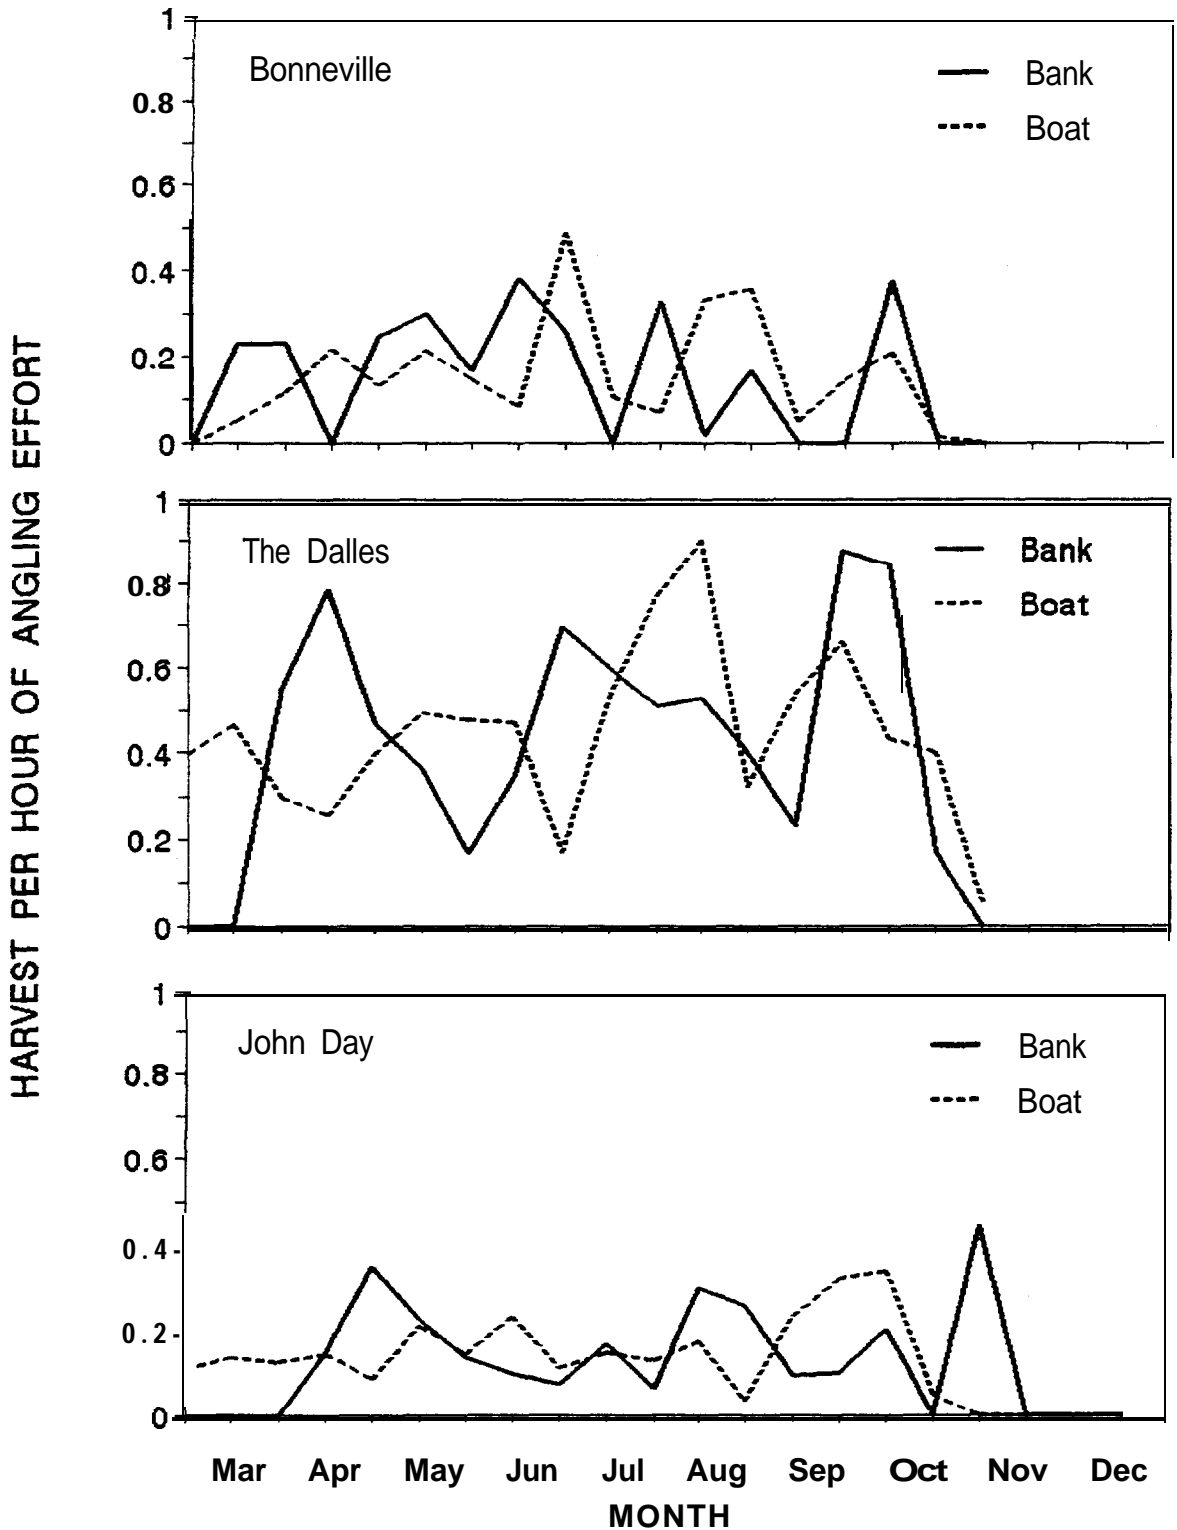 HARVEST PER HOUR OF ANGLING EFFORT
1
Bonneville
Bank
0.8
Boat
0.6
0.4
0.2
0
1
The Dalles
Bank
0.8
Boat
0.6
0.4
0.2
0
1
John Day
Bank
0.8
Boat
0.6
0.4
0.2
0
Mar Apr May Jun Jul Aug Sep Oct Nov Dec
MONTH